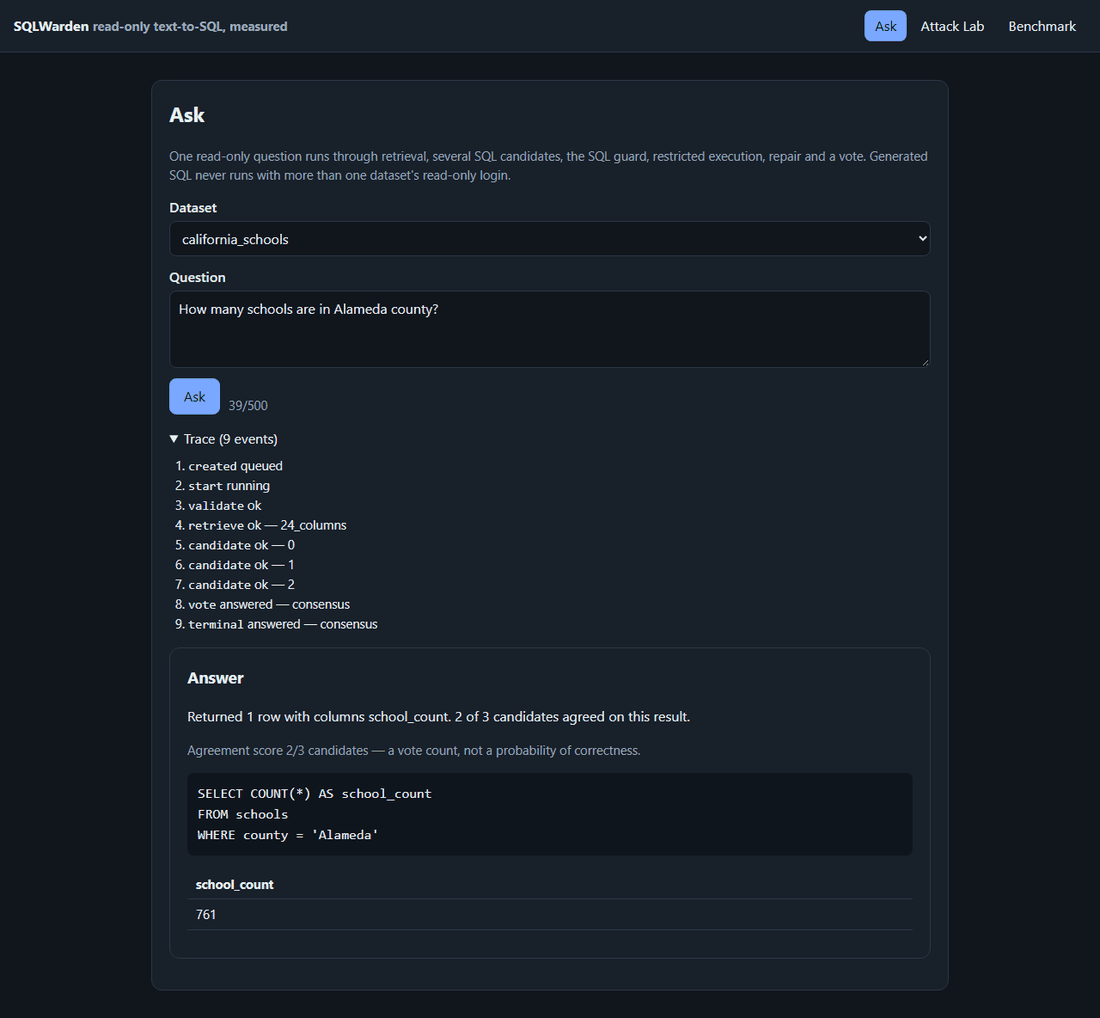 SQLWarden read-only text-to-SQL, measured
Ask
Attack Lab
Benchmark
Ask
One read-only question runs through retrieval, several SQL candidates, the SQL guard, restricted execution, repair and a vote. Generated
SQL never runs with more than one dataset's read-only login.
Dataset
california_schools
Question
How many schools are in Alameda county?
Ask
39/500
▼ Trace (9 events)
1. created queued
2. start running
3. validate ok
4. retrieve ok — 24_columns
5. candidate ok — 0
6. candidate ok — 1
7. candidate ok — 2
8. vote answered — consensus
9. terminal answered — consensus
Answer
Returned 1 row with columns school_count. 2 of 3 candidates agreed on this result.
Agreement score 2/3 candidates — a vote count, not a probability of correctness.
SELECT COUNT(*) AS school_count
FROM schools
WHERE county = 'Alameda'
school_count
761